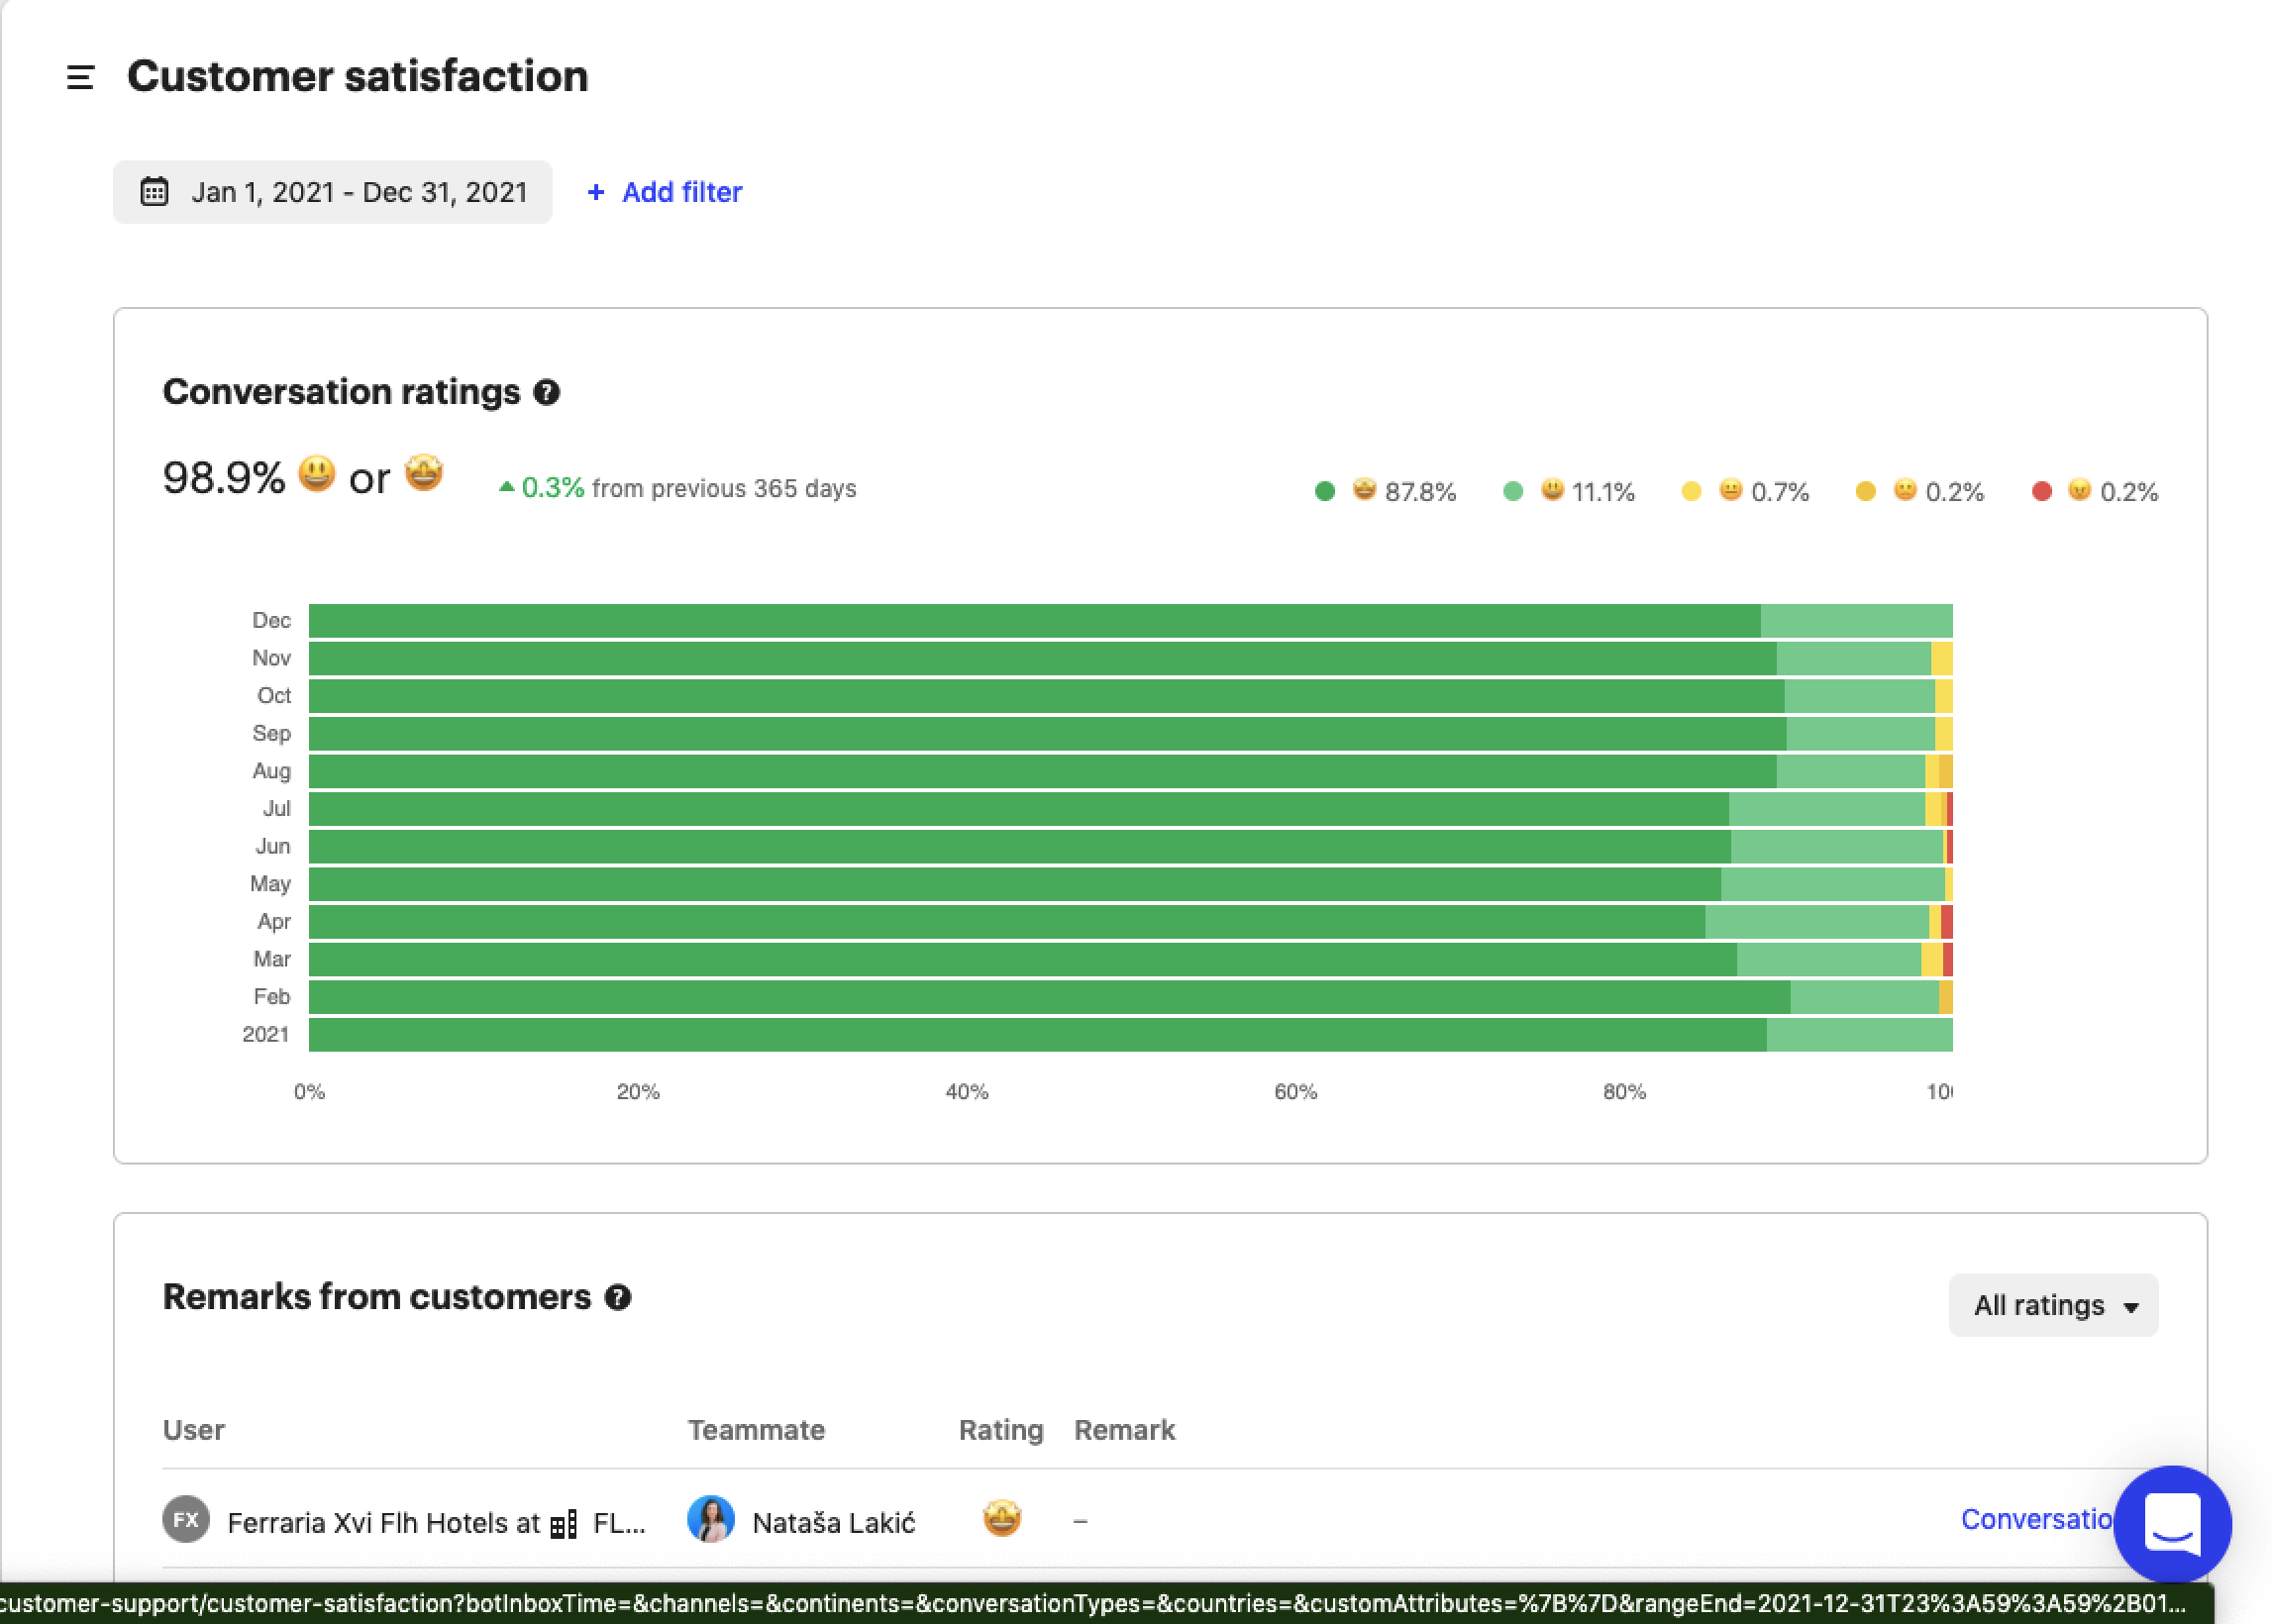 Customer satisfaction
Jan 1, 2021 - Dec 31, 2021 + Add filter
Conversation ratings ?
98.9% 😃 or 🤩 ▲ 0.3% from previous 365 days 🤩 87.8% 😃 11.1% 😐 0.7% 🙁 0.2% 😠 0.2%
Dec
Nov
Oct
Sep
Aug
Jul
Jun
May
Apr
Mar
Feb
2021
0% 20% 40% 60% 80% 10
Remarks from customers ?
All ratings
User Teammate Rating Remark
FX Ferraria Xvi Flh Hotels at 🏢 FL... Nataša Lakić 🤩 – Conversatio
customer-support/customer-satisfaction?botInboxTime=&channels=&continents=&conversationTypes=&countries=&customAttributes=%7B%7D&rangeEnd=2021-12-31T23%3A59%3A59%2B01...